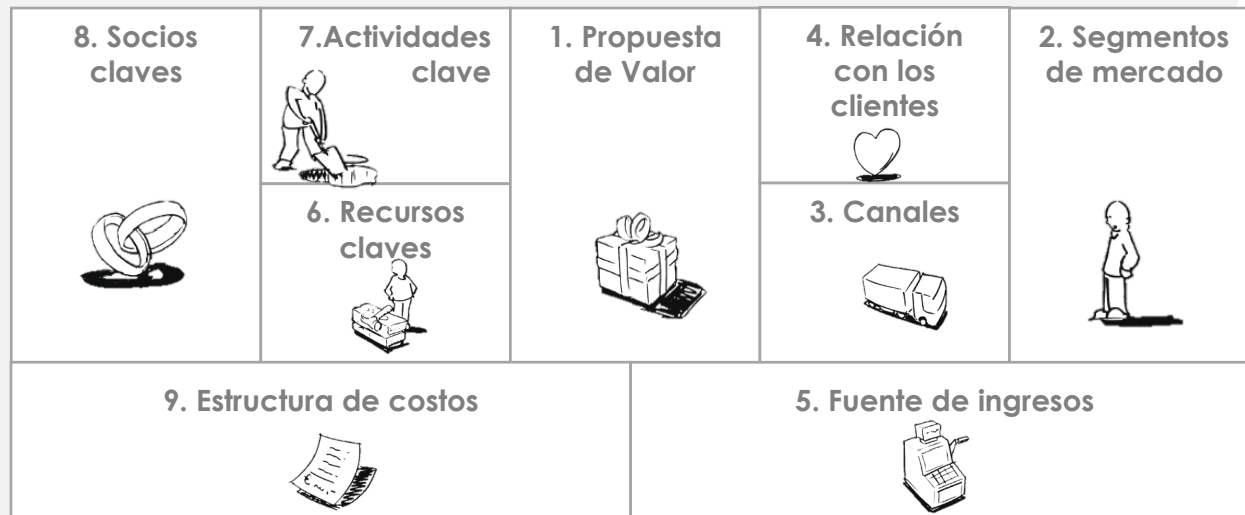 8. Socios
claves
7.Actividades
clave
1. Propuesta
de Valor
4. Relación
con los
clientes
2. Segmentos
de mercado
6. Recursos
claves
3. Canales
9. Estructura de costos
5. Fuente de ingresos